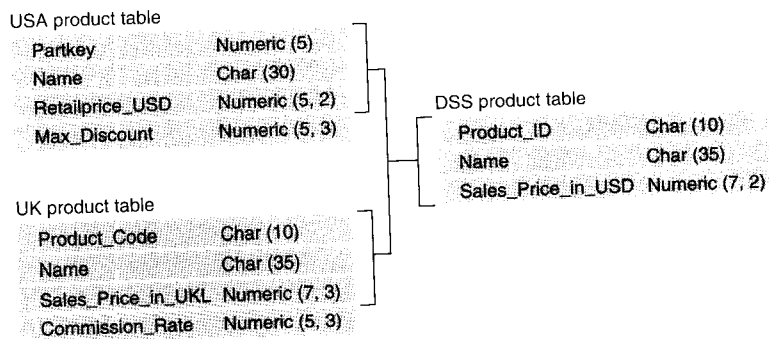 USA product table
Partkey Numeric (5)
Name Char (30)
Retailprice_USD Numeric (5, 2)
Max_Discount Numeric (5, 3)
DSS product table
Product_ID Char (10)
Name Char (35)
Sales_Price_in_USD Numeric (7, 2)
UK product table
Product_Code Char (10)
Name Char (35)
Sales_Price_in_UKL Numeric (7, 3)
Commission_Rate Numeric (5, 3)